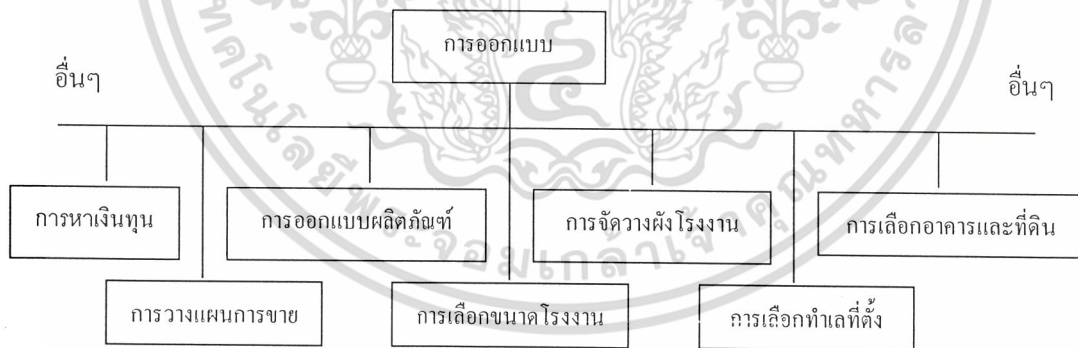 การออกแบบ
อื่นๆ
อื่นๆ
การหาเงินทุน
การออกแบบผลิตภัณฑ์
การจัดวางผังโรงงาน
การเลือกอาคารและที่ดิน
การวางแผนการขาย
การเลือกขนาดโรงงาน
การเลือกทำเลที่ตั้ง